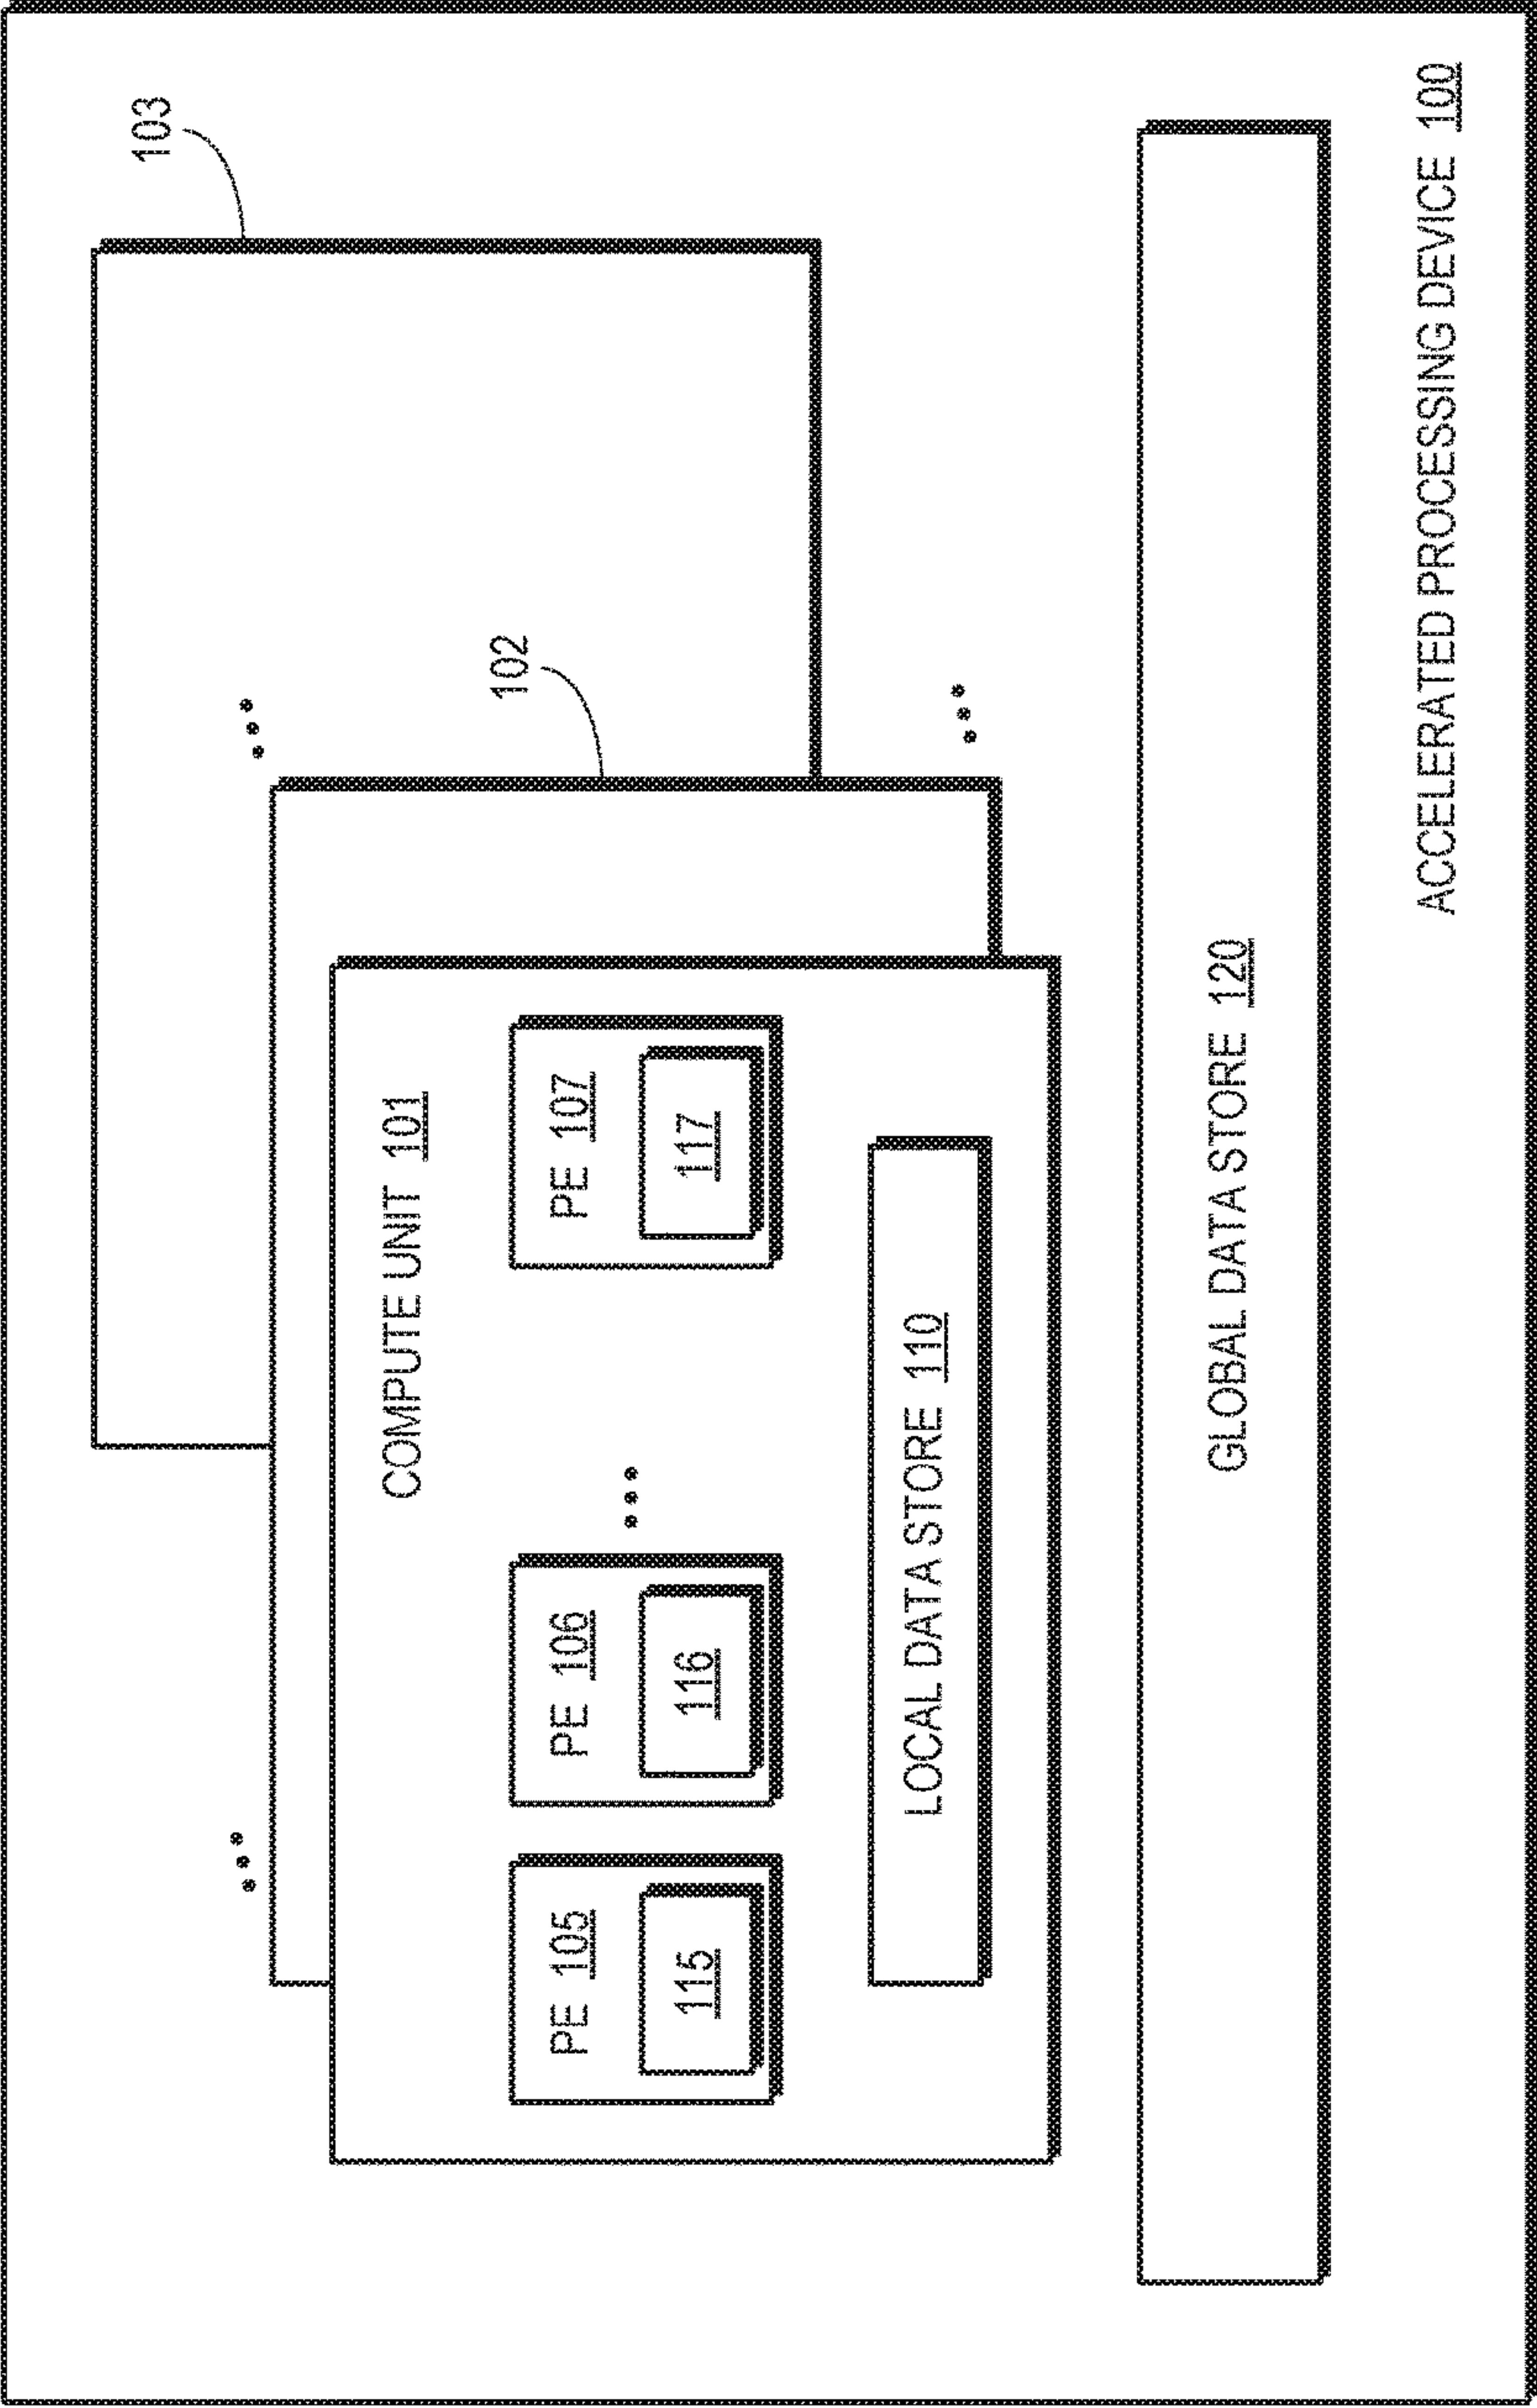 103
102
COMPUTE UNIT 101
PE 105
PE 106
PE 107
115
116
117
LOCAL DATA STORE 110
GLOBAL DATA STORE 120
ACCELERATED PROCESSING DEVICE 100